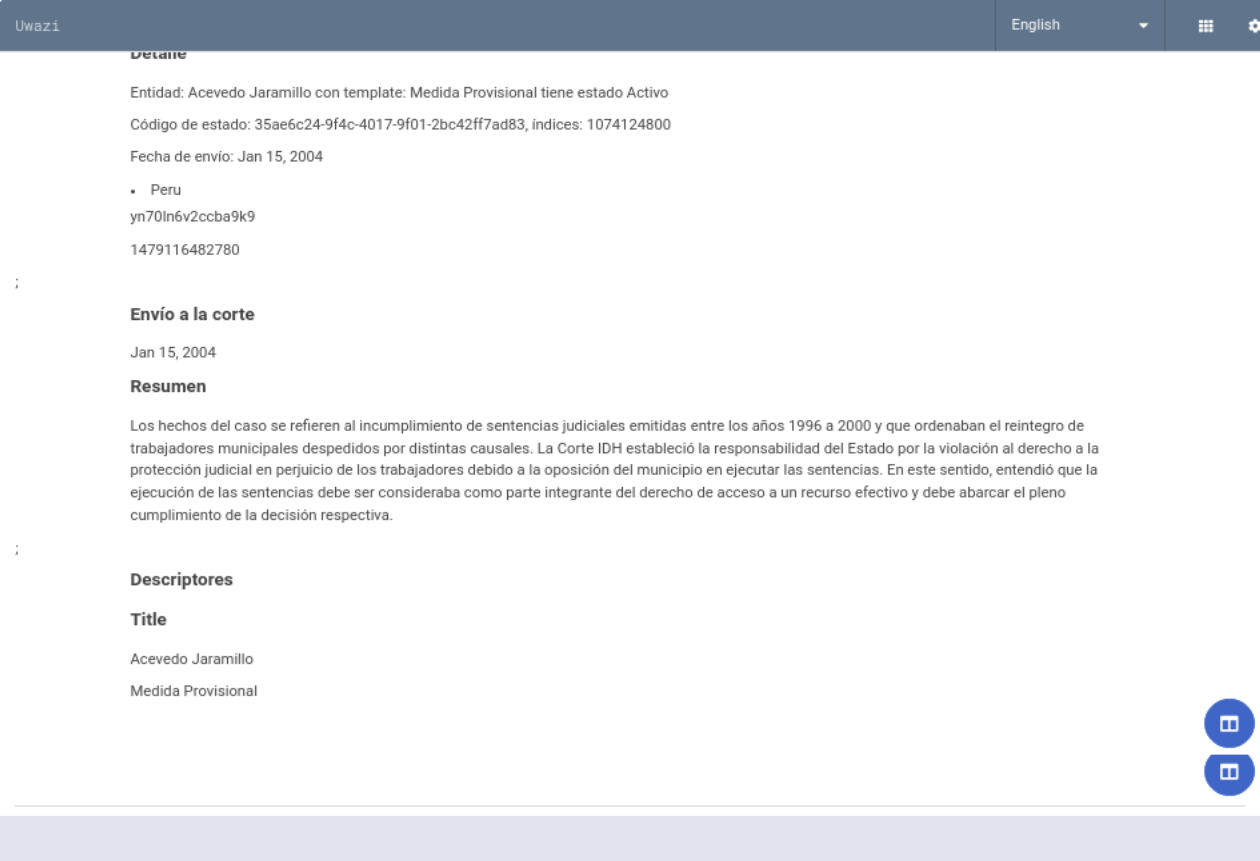 Uwazi
English
Detalle
Entidad: Acevedo Jaramillo con template: Medida Provisional tiene estado Activo
Código de estado: 35ae6c24-9f4c-4017-9f01-2bc42ff7ad83, índices: 1074124800
Fecha de envío: Jan 15, 2004
• Peru
yn70ln6v2ccba9k9
1479116482780
;
Envío a la corte
Jan 15, 2004
Resumen
Los hechos del caso se refieren al incumplimiento de sentencias judiciales emitidas entre los años 1996 a 2000 y que ordenaban el reintegro de
trabajadores municipales despedidos por distintas causales. La Corte IDH estableció la responsabilidad del Estado por la violación al derecho a la
protección judicial en perjuicio de los trabajadores debido a la oposición del municipio en ejecutar las sentencias. En este sentido, entendió que la
ejecución de las sentencias debe ser consideraba como parte integrante del derecho de acceso a un recurso efectivo y debe abarcar el pleno
cumplimiento de la decisión respectiva.
;
Descriptores
Title
Acevedo Jaramillo
Medida Provisional